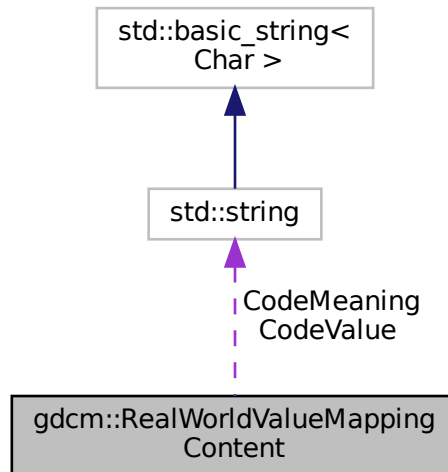 std::basic_string<
Char >
std::string
CodeMeaning
CodeValue
gdcm::RealWorldValueMapping
Content